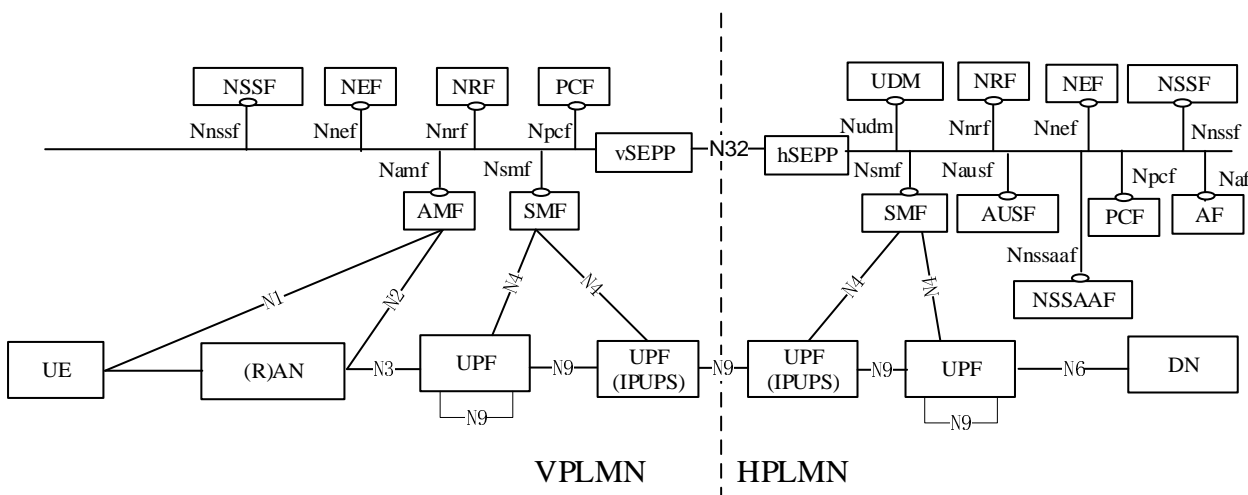 NSSF
NEF
NRF
PCF
UDM
NRF
NEF
NSSF
Nnssf
Nnef
Nnrf
Npcf
Nudm
Nnrf
Nnef
Nnssf
vSEPP
N32
hSEPP
Namf
Nsmf
Nsmf
Nausf
Npcf
Naf
AMF
SMF
SMF
AUSF
PCF
AF
Nnssaaf
NSSAAF
N1
N2
N4
N4
N4
N4
UE
(R)AN
N3
UPF
N9
UPF
(IPUPS)
N9
UPF
(IPUPS)
N9
UPF
N6
DN
N9
N9
VPLMN
HPLMN